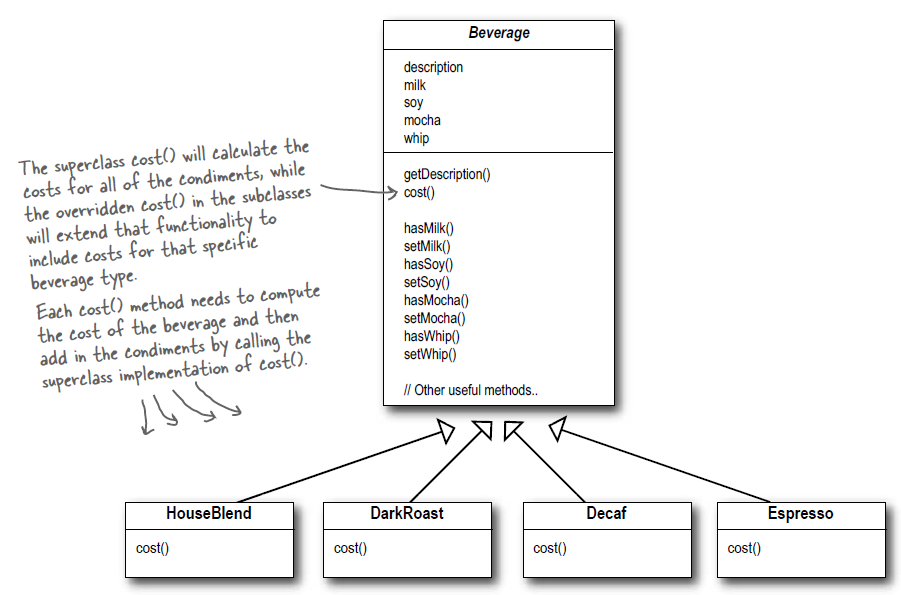 Beverage
description
milk
soy
mocha
whip
getDescription()
cost()
hasMilk()
setMilk()
hasSoy()
setSoy()
hasMocha()
setMocha()
hasWhip()
setWhip()
// Other useful methods..
The superclass cost() will calculate the
costs for all of the condiments, while
the overridden cost() in the subclasses
will extend that functionality to
include costs for that specific
beverage type.
Each cost() method needs to compute
the cost of the beverage and then
add in the condiments by calling the
superclass implementation of cost().
HouseBlend
cost()
DarkRoast
cost()
Decaf
cost()
Espresso
cost()